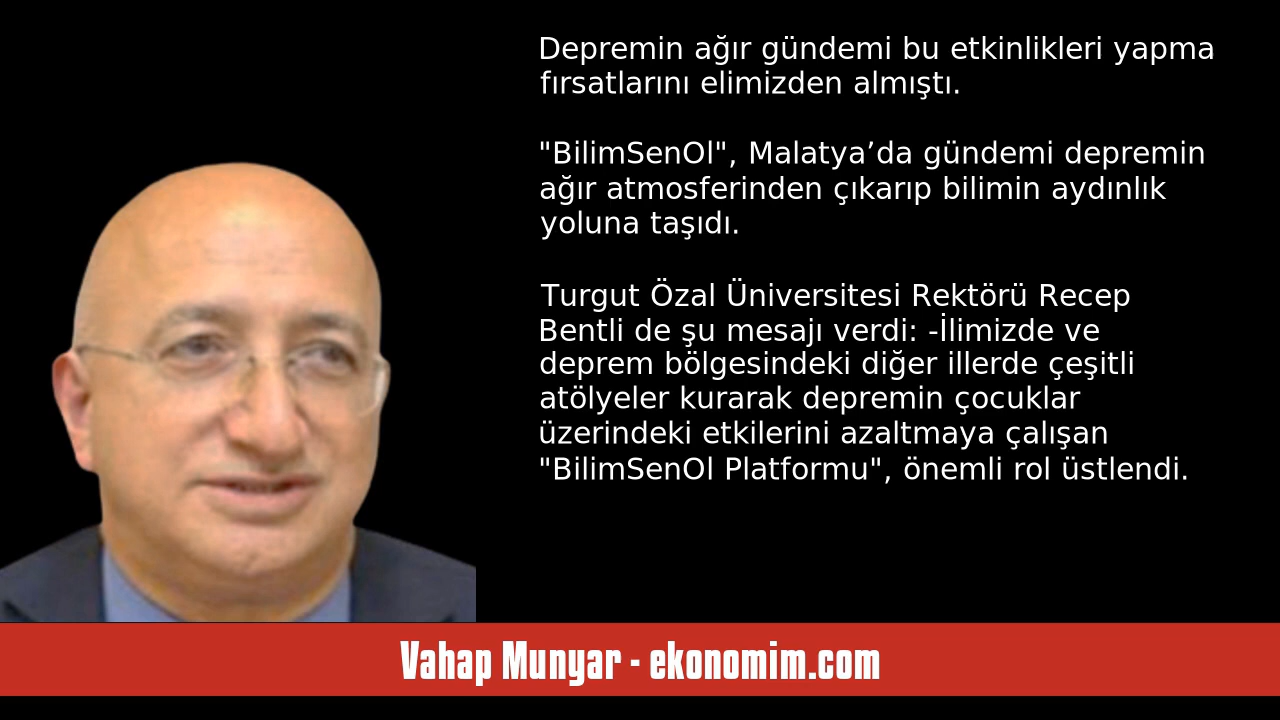 Depremin ağır gündemi bu etkinlikleri yapma
fırsatlarını elimizden almıştı.
"BilimSenOl", Malatya’da gündemi depremin
ağır atmosferinden çıkarıp bilimin aydınlık
yoluna taşıdı.
Turgut Özal Üniversitesi Rektörü Recep
Bentli de şu mesajı verdi: -İlimizde ve
deprem bölgesindeki diğer illerde çeşitli
atölyeler kurarak depremin çocuklar
üzerindeki etkilerini azaltmaya çalışan
"BilimSenOl Platformu", önemli rol üstlendi.
Vahap Munyar - ekonomim.com